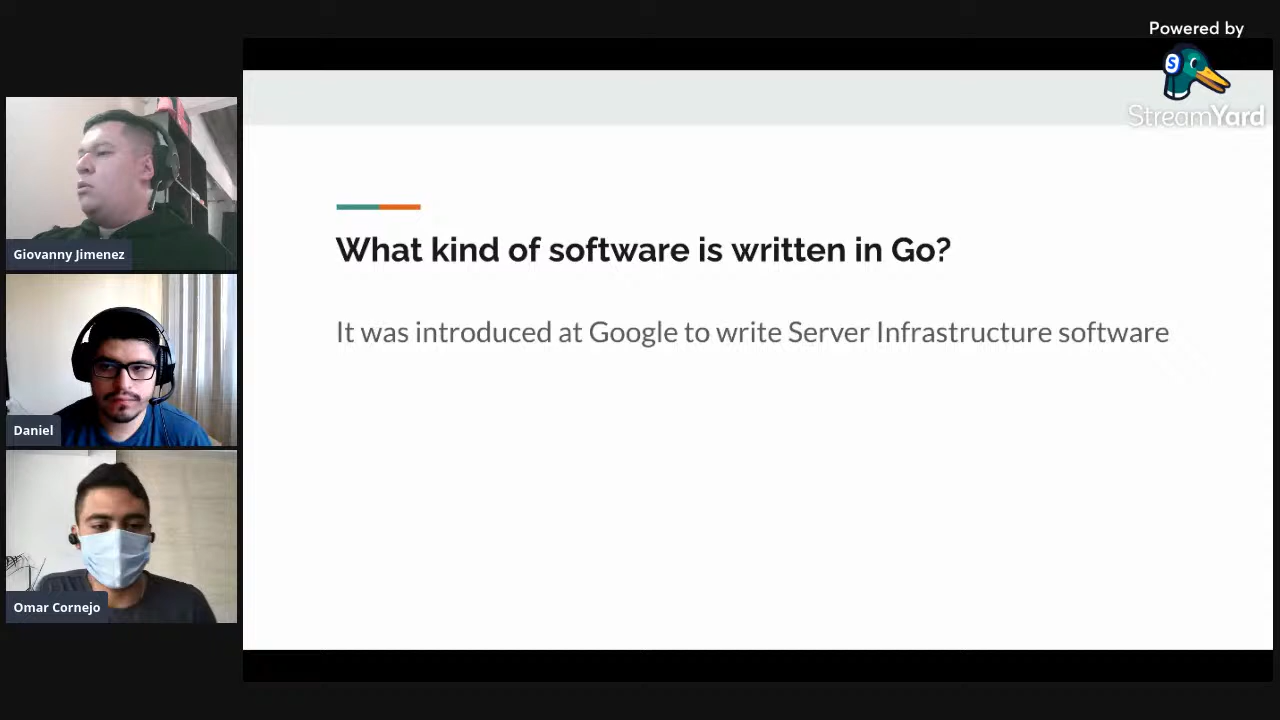 Powered by
S
StreamYard
Giovanny Jimenez
Daniel
Omar Cornejo
What kind of software is written in Go?
It was introduced at Google to write Server Infrastructure software